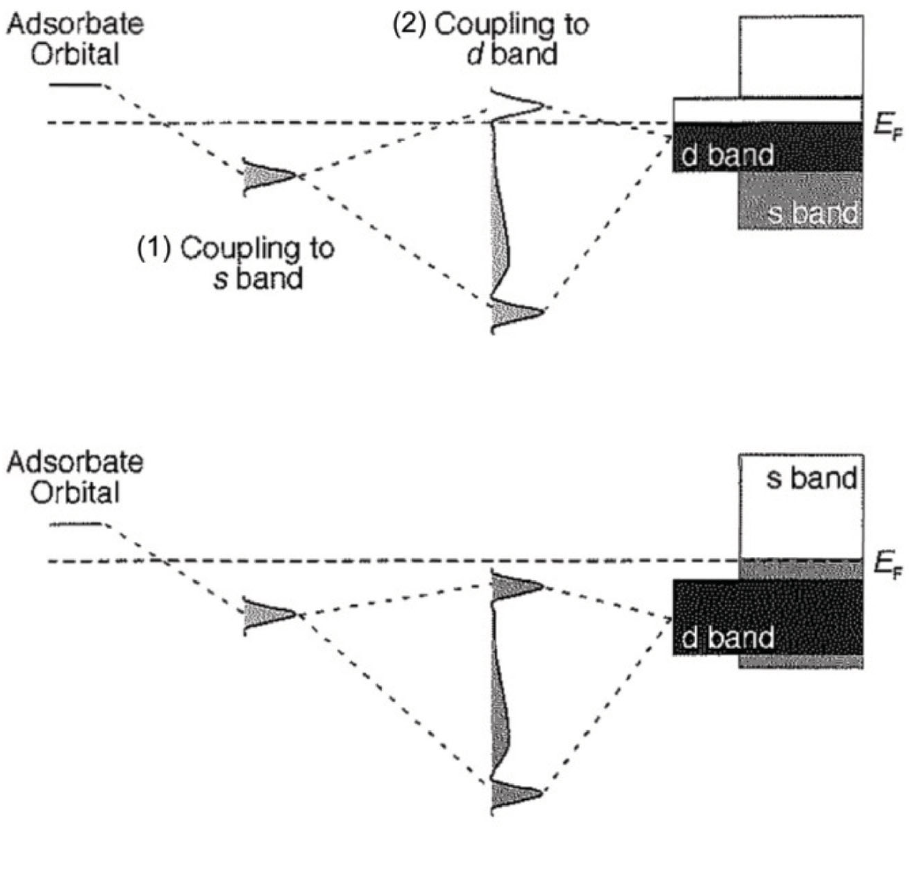 Adsorbate
Orbital
(2) Coupling to
d band
E_F
d band
s band
(1) Coupling to
s band
Adsorbate
Orbital
s band
E_F
d band